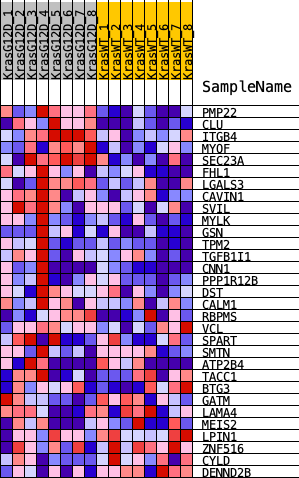 KrasG12D_1
KrasG12D_2
KrasG12D_3
KrasG12D_4
KrasG12D_5
KrasG12D_6
KrasG12D_7
KrasG12D_8
KrasWT_1
KrasWT_2
KrasWT_3
KrasWT_4
KrasWT_5
KrasWT_6
KrasWT_7
KrasWT_8
SampleName
PMP22
CLU
ITGB4
MYOF
SEC23A
FHL1
LGALS3
CAVIN1
SVIL
MYLK
GSN
TPM2
TGFB1I1
CNN1
PPP1R12B
DST
CALM1
RBPMS
VCL
SPART
SMTN
ATP2B4
TACC1
BTG3
GATM
LAMA4
MEIS2
LPIN1
ZNF516
CYLD
DENND2B